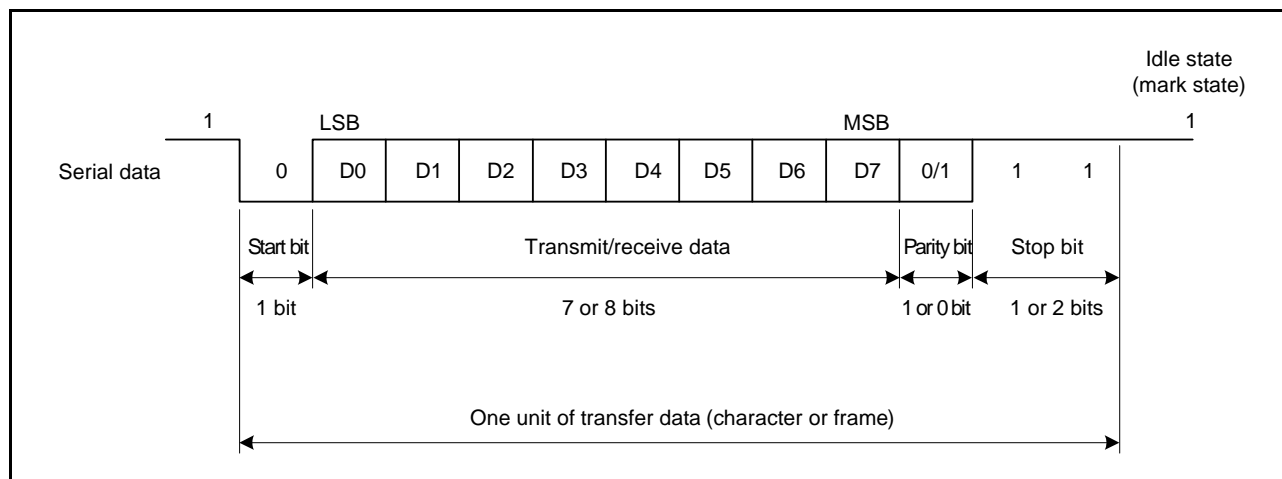 Idle state
(mark state)
1 LSB MSB 1
Serial data 0 D0 D1 D2 D3 D4 D5 D6 D7 0/1 1 1
Start bit Transmit/receive data Parity bit Stop bit
1 bit 7 or 8 bits 1 or 0 bit 1 or 2 bits
One unit of transfer data (character or frame)